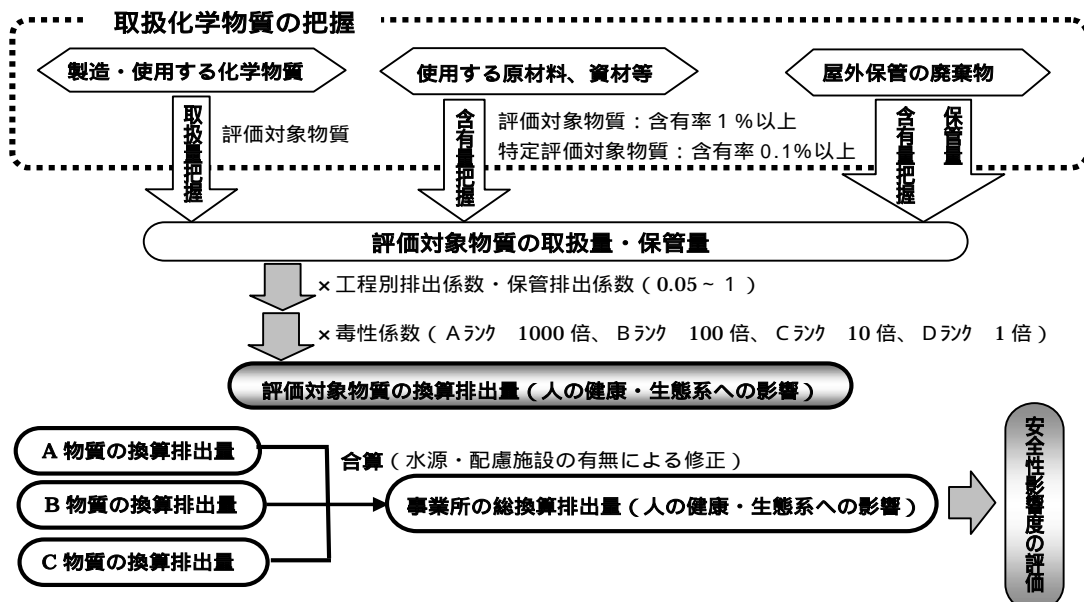 取扱化学物質の把握
製造・使用する化学物質
使用する原材料、資材等
屋外保管の廃棄物
取扱量把握
評価対象物質
含有量把握
評価対象物質：含有率１％以上
特定評価対象物質：含有率 0.1％以上
保管量
含有量把握
評価対象物質の取扱量・保管量
×工程別排出係数・保管排出係数（0.05～１）
×毒性係数（Ａﾗﾝｸ　1000 倍、Ｂﾗﾝｸ　100 倍、Ｃﾗﾝｸ　10 倍、Ｄﾗﾝｸ　1 倍）
評価対象物質の換算排出量（人の健康・生態系への影響）
A 物質の換算排出量
B 物質の換算排出量
C 物質の換算排出量
合算（水源・配慮施設の有無による修正）
事業所の総換算排出量（人の健康・生態系への影響）
安全性影響度の評価